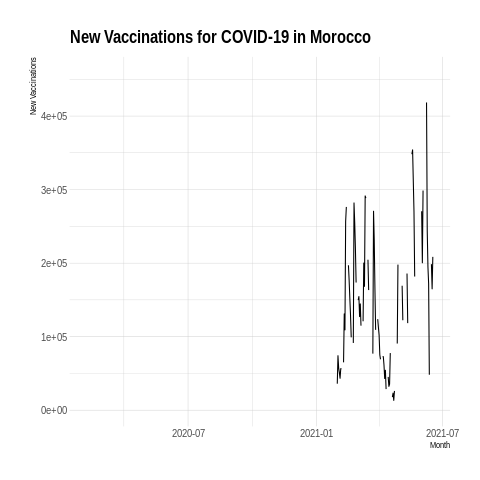 New Vaccinations for COVID-19 in Morocco
New Vaccinations
4e+05
3e+05
2e+05
1e+05
0e+00
2020-07
2021-01
2021-07
Month